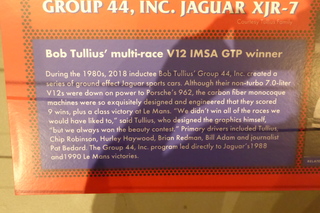 GROUP 44, INC. JAGUAR XJR-7
Courtesy
Bob Tullius' multi-race V12 IMSA GTP winner
During the 1980s, 2018 inductee Bob Tullius' Group 44, Inc. created a
series of ground effect Jaguar sports cars. Although their non-turbo 7.0-liter
V12s were down on power to Porsche's 962, the carbon fiber monocoque
machines were so exquisitely designed and engineered that they scored
9 wins, plus a class victory at Le Mans. "We didn't win all of the races we
would have liked to," said Tullius, who designed the graphics himself,
"but we always won the beauty contest." Primary drivers included Tullius,
Chip Robinson, Hurley Haywood, Brian Redman, Bill Adam and journalist
Pat Bedard. The Group 44, Inc. program led directly to Jaguar's 1988
and1990 Le Mans victories.